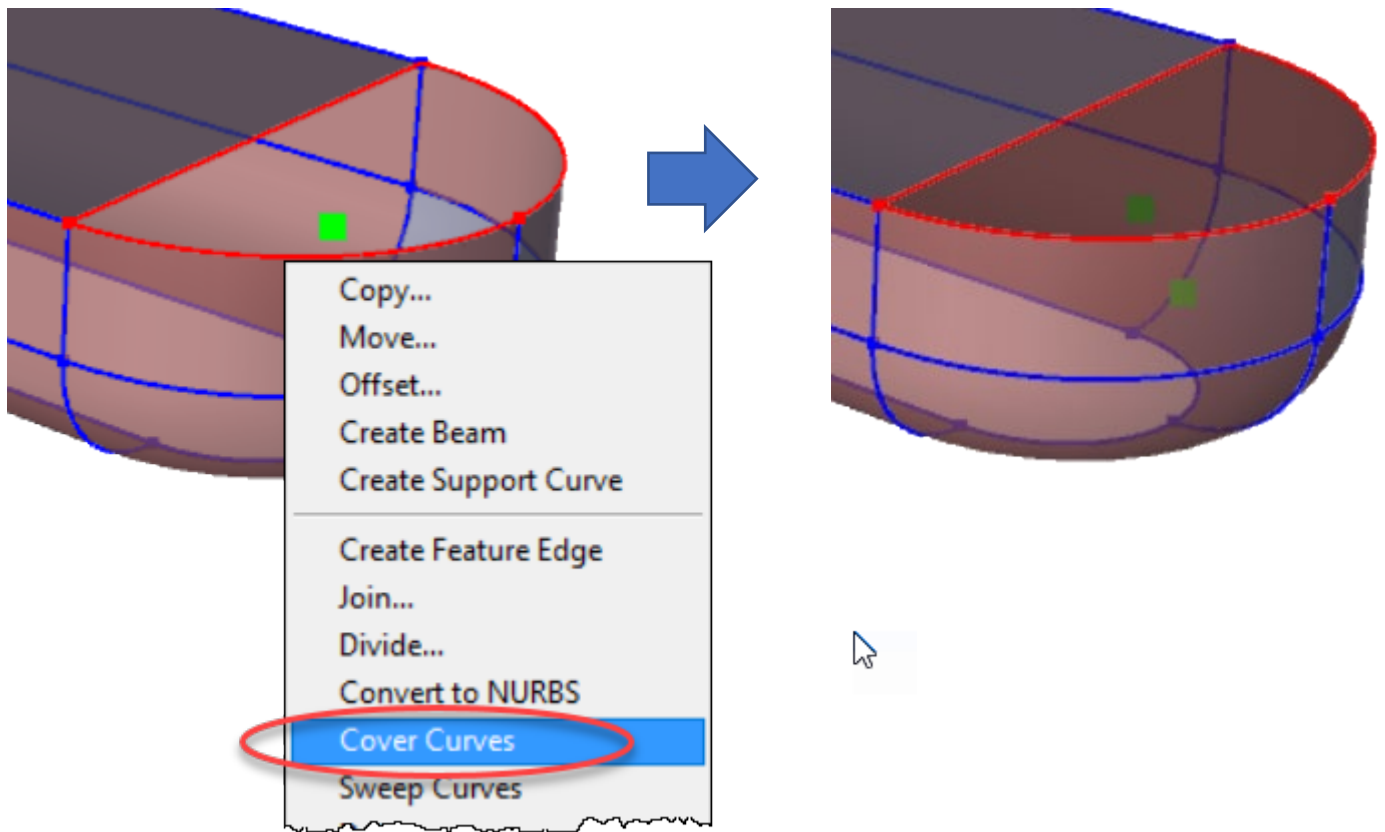 Copy...
Move...
Offset...
Create Beam
Create Support Curve
Create Feature Edge
Join...
Divide...
Convert to NURBS
Cover Curves
Sweep Curves